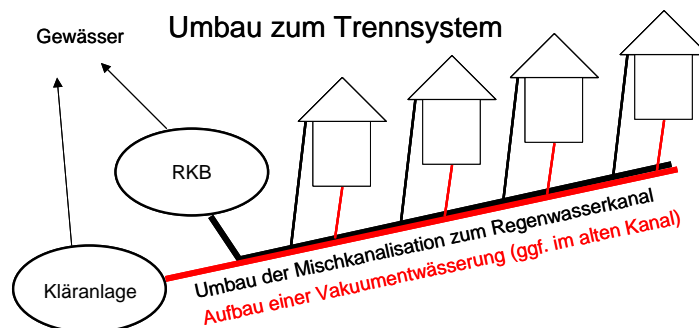 Umbau zum Trennsystem
Gewässer
RKB
Kläranlage
Umbau der Mischkanalisation zum Regenwasserkanal
Aufbau einer Vakuumentwässerung (ggf. im alten Kanal)